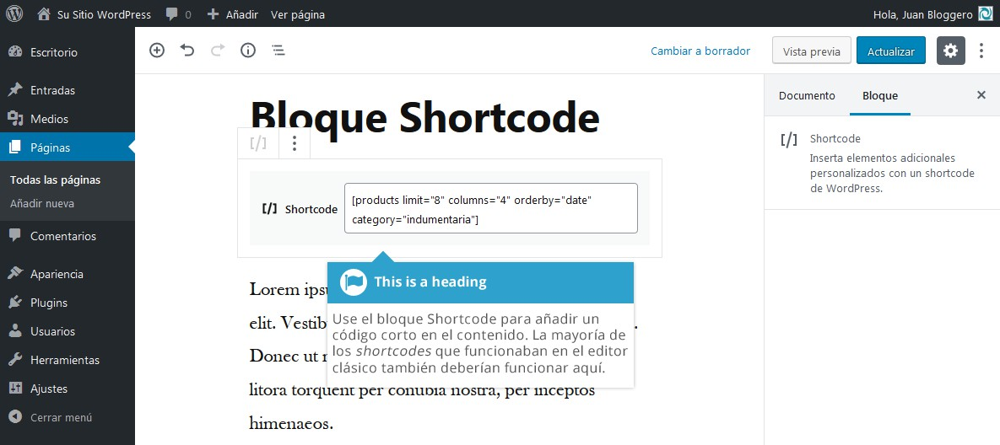 Su Sitio WordPress 0 Añadir Ver página Hola, Juan Bloggero
Escritorio
Entradas
Medios
Páginas
Todas las páginas
Añadir nueva
Comentarios
Apariencia
Plugins
Usuarios
Herramientas
Ajustes
Cerrar menú
Cambiar a borrador Vista previa Actualizar
Bloque Shortcode
[/]
[/] Shortcode
[products limit="8" columns="4" orderby="date"
category="indumentaria"]
This is a heading
Use el bloque Shortcode para añadir un
código corto en el contenido. La mayoría de
los shortcodes que funcionaban en el editor
clásico también deberían funcionar aquí.
Lorem
elit.
Donec ut
litora torquent per conubia nostra, per inceptos
himenaeos.
Documento Bloque
[/] Shortcode
Inserta elementos adicionales
personalizados con un shortcode
de WordPress.